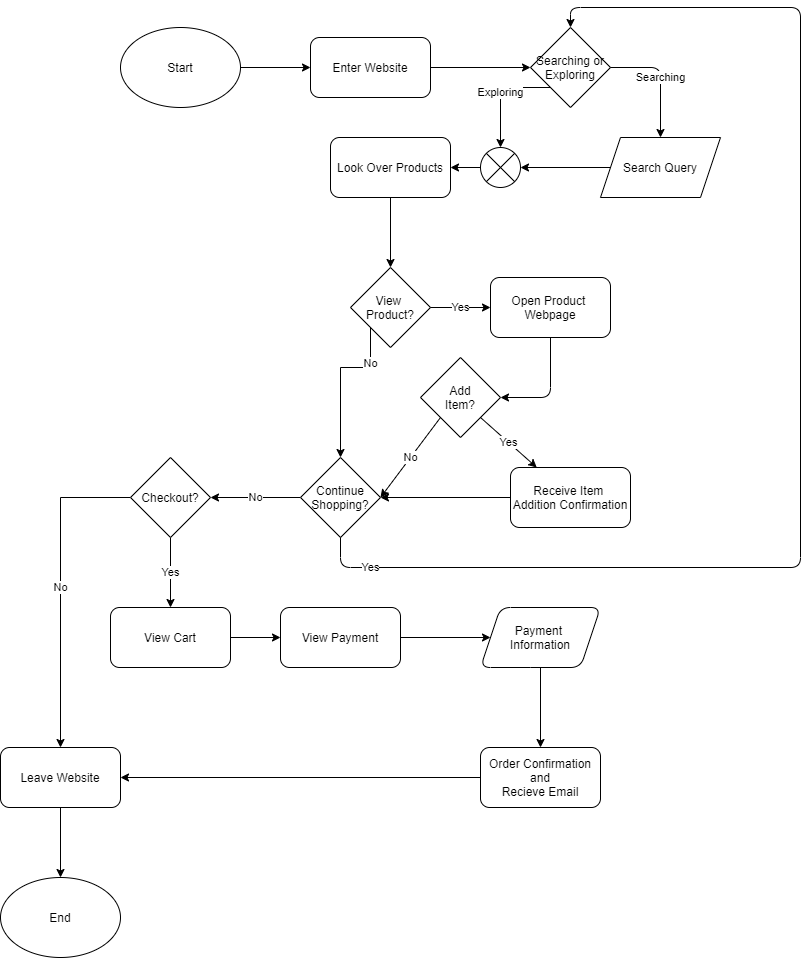 Start
Enter Website
Searching or
Exploring
Searching
Exploring
Look Over Products
Search Query
View
Product?
Yes
Open Product
Webpage
No
Add
Item?
Yes
No
Checkout?
No
Continue
Shopping?
Receive Item
Addition Confirmation
Yes
Yes
No
View Cart
View Payment
Payment
Information
Leave Website
Order Confirmation
and
Recieve Email
End